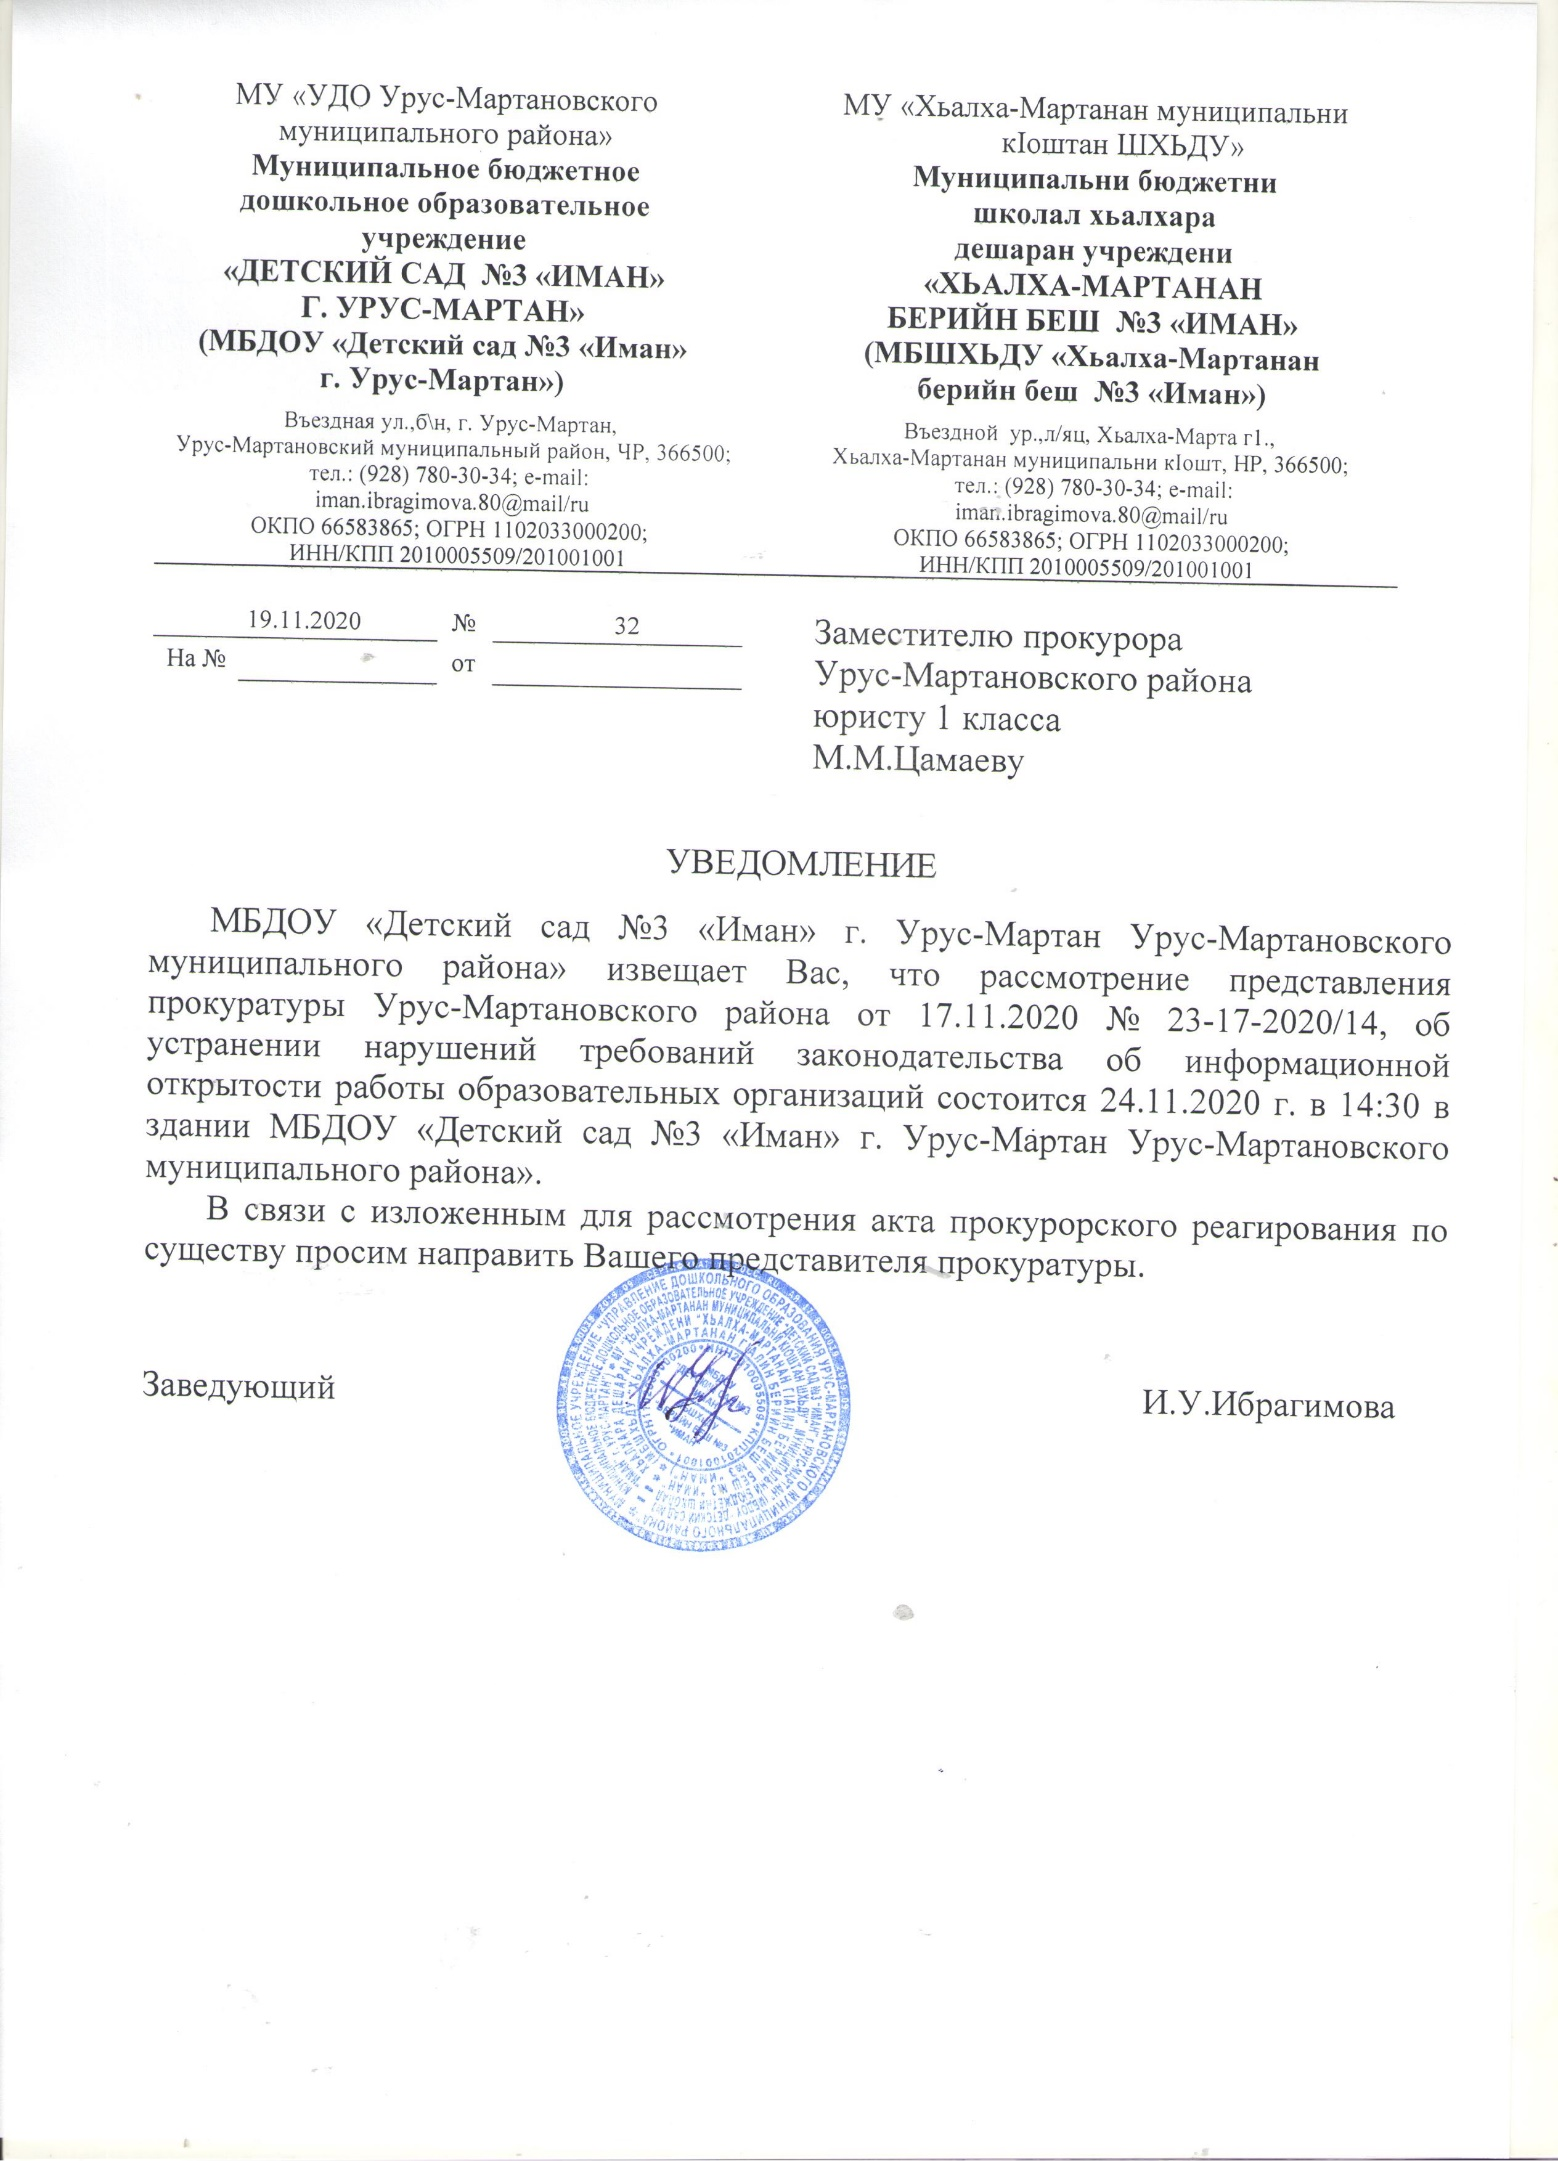 МУ «УДО Урус-Мартановского
муниципального района»
Муниципальное бюджетное
дошкольное образовательное
учреждение
«ДЕТСКИЙ САД №3 «ИМАН»
Г. УРУС-МАРТАН»
(МБДОУ «Детский сад №3 «Иман»
г. Урус-Мартан»)
Въездная ул.,б\н, г. Урус-Мартан,
Урус-Мартановский муниципальный район, ЧР, 366500;
тел.: (928) 780-30-34; e-mail:
iman.ibragimova.80@mail/ru
ОКПО 66583865; ОГРН 1102033000200;
ИНН/КПП 2010005509/201001001
МУ «Хьалха-Мартанан муниципальни
кIоштан ШХЬДУ»
Муниципальни бюджетни
школал хьалхара
дешаран учреждени
«ХЬАЛХА-МАРТАНАН
БЕРИЙН БЕШ №3 «ИМАН»
(МБШХЬДУ «Хьалха-Мартанан
берийн беш №3 «Иман»)
Въездной ур.,л/яц, Хьалха-Марта г1.,
Хьалха-Мартанан муниципальни кIошт, НР, 366500;
тел.: (928) 780-30-34; e-mail:
iman.ibragimova.80@mail/ru
ОКПО 66583865; ОГРН 1102033000200;
ИНН/КПП 2010005509/201001001
19.11.2020 № 32
На № от
Заместителю прокурора
Урус-Мартановского района
юристу 1 класса
М.М.Цамаеву
УВЕДОМЛЕНИЕ
МБДОУ «Детский сад №3 «Иман» г. Урус-Мартан Урус-Мартановского
муниципального района» извещает Вас, что рассмотрение представления
прокуратуры Урус-Мартановского района от 17.11.2020 № 23-17-2020/14, об
устранении нарушений требований законодательства об информационной
открытости работы образовательных организаций состоится 24.11.2020 г. в 14:30 в
здании МБДОУ «Детский сад №3 «Иман» г. Урус-Мартан Урус-Мартановского
муниципального района».
В связи с изложенным для рассмотрения акта прокурорского реагирования по
существу просим направить Вашего представителя прокуратуры.
Заведующий
И.У.Ибрагимова